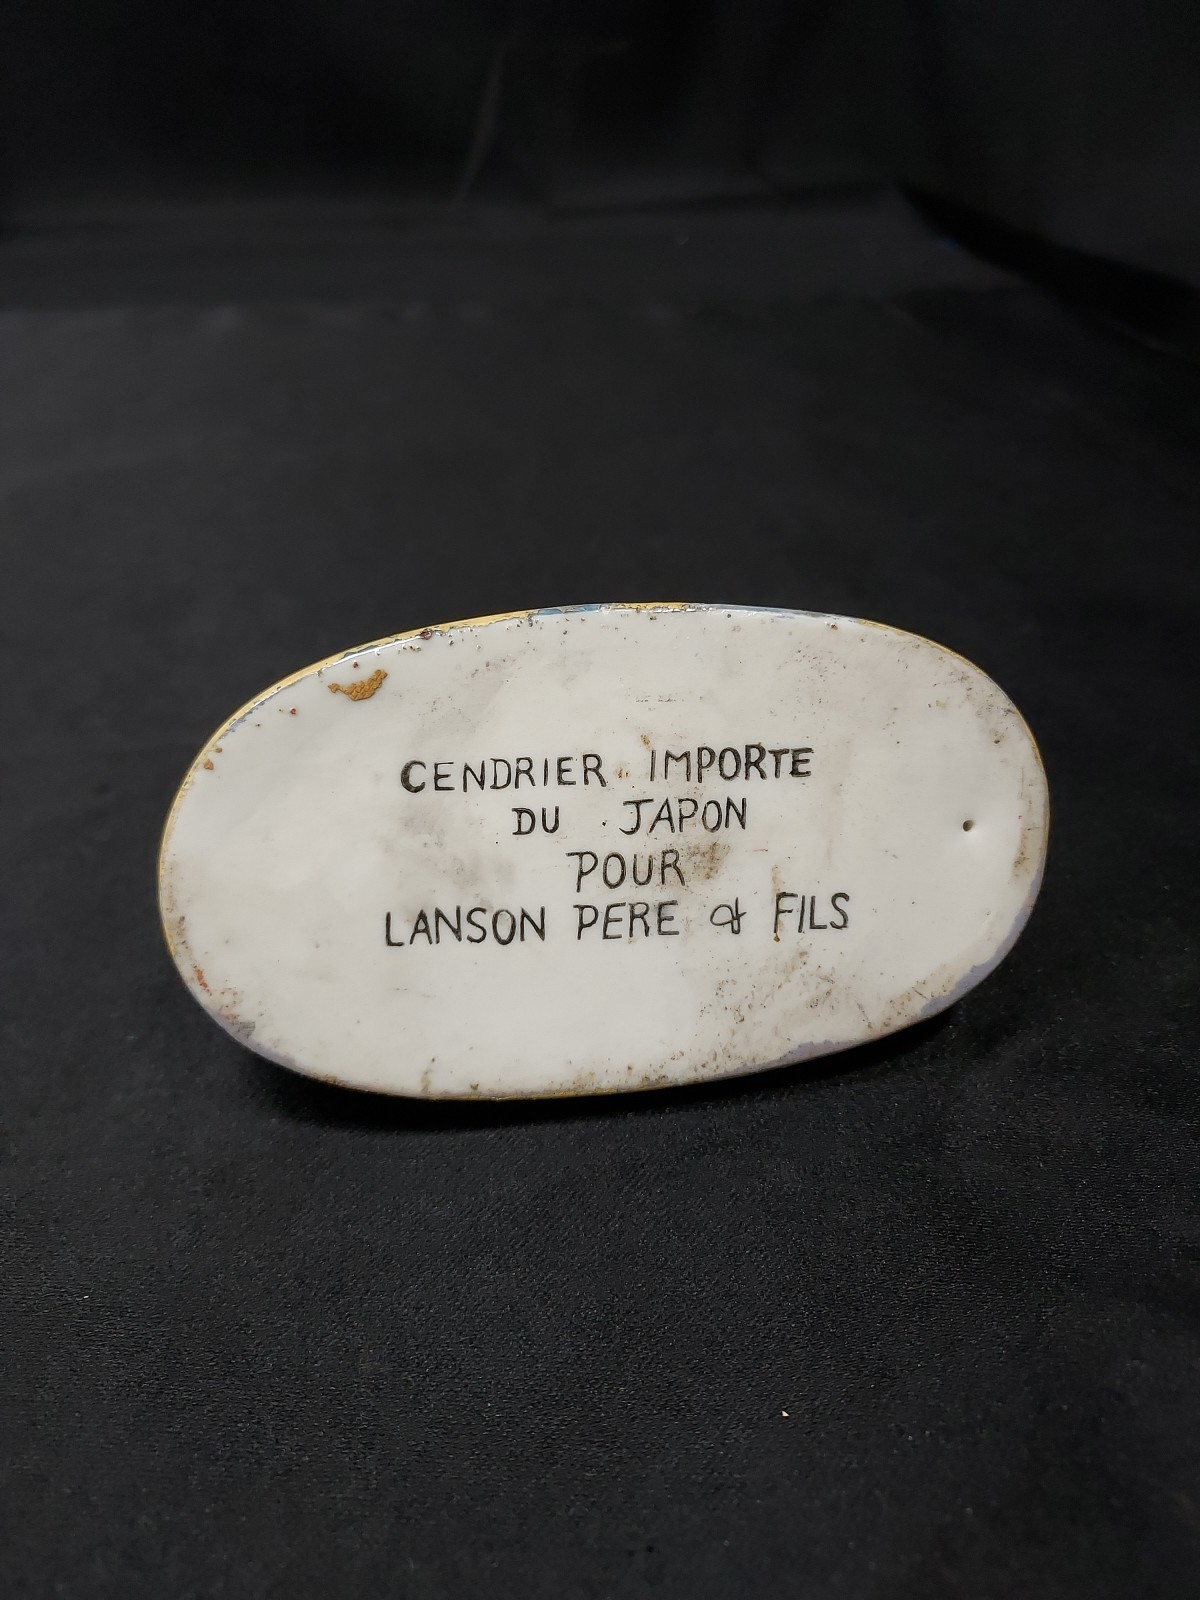 CENDRIER IMPORTE
DU JAPON
POUR
LANSON PERE & FILS